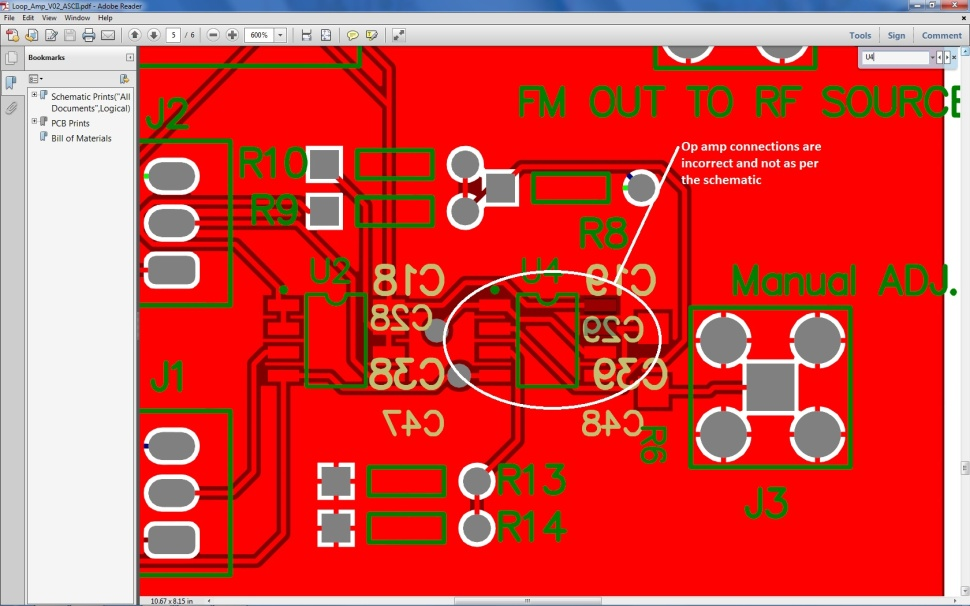 Loop_Amp_V02_ASCII.pdf - Adobe Reader
File Edit View Window Help
5 / 6
600%
Tools Sign Comment
Bookmarks
U4
Schematic Prints("All
Documents",Logical)
PCB Prints
Bill of Materials
FM OUT TO RF SOURCE
J2
Op amp connections are
incorrect and not as per
the schematic
R10
R9
R8
U2
C18
U4
C19
Manual ADJ.
C28
C29
J1
C38
C39
C47
C48
R6
R13
J3
R14
10.67 x 8.15 in